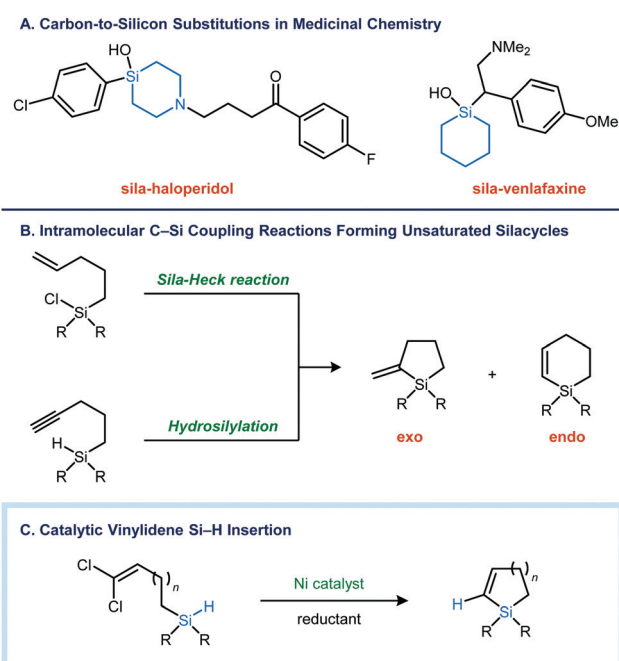 A. Carbon-to-Silicon Substitutions in Medicinal Chemistry
HO
Si
Cl
N
O
F
sila-haloperidol
NMe2
HO
Si
OMe
sila-venlafaxine
B. Intramolecular C–Si Coupling Reactions Forming Unsaturated Silacycles
Cl
Si
R R
Sila-Heck reaction
H
Si
R R
Hydrosilylation
Si
R R
exo
+
Si
R R
endo
C. Catalytic Vinylidene Si–H Insertion
Cl
Cl
( )n
Si
H
R R
Ni catalyst
reductant
H
( )n
Si
R R